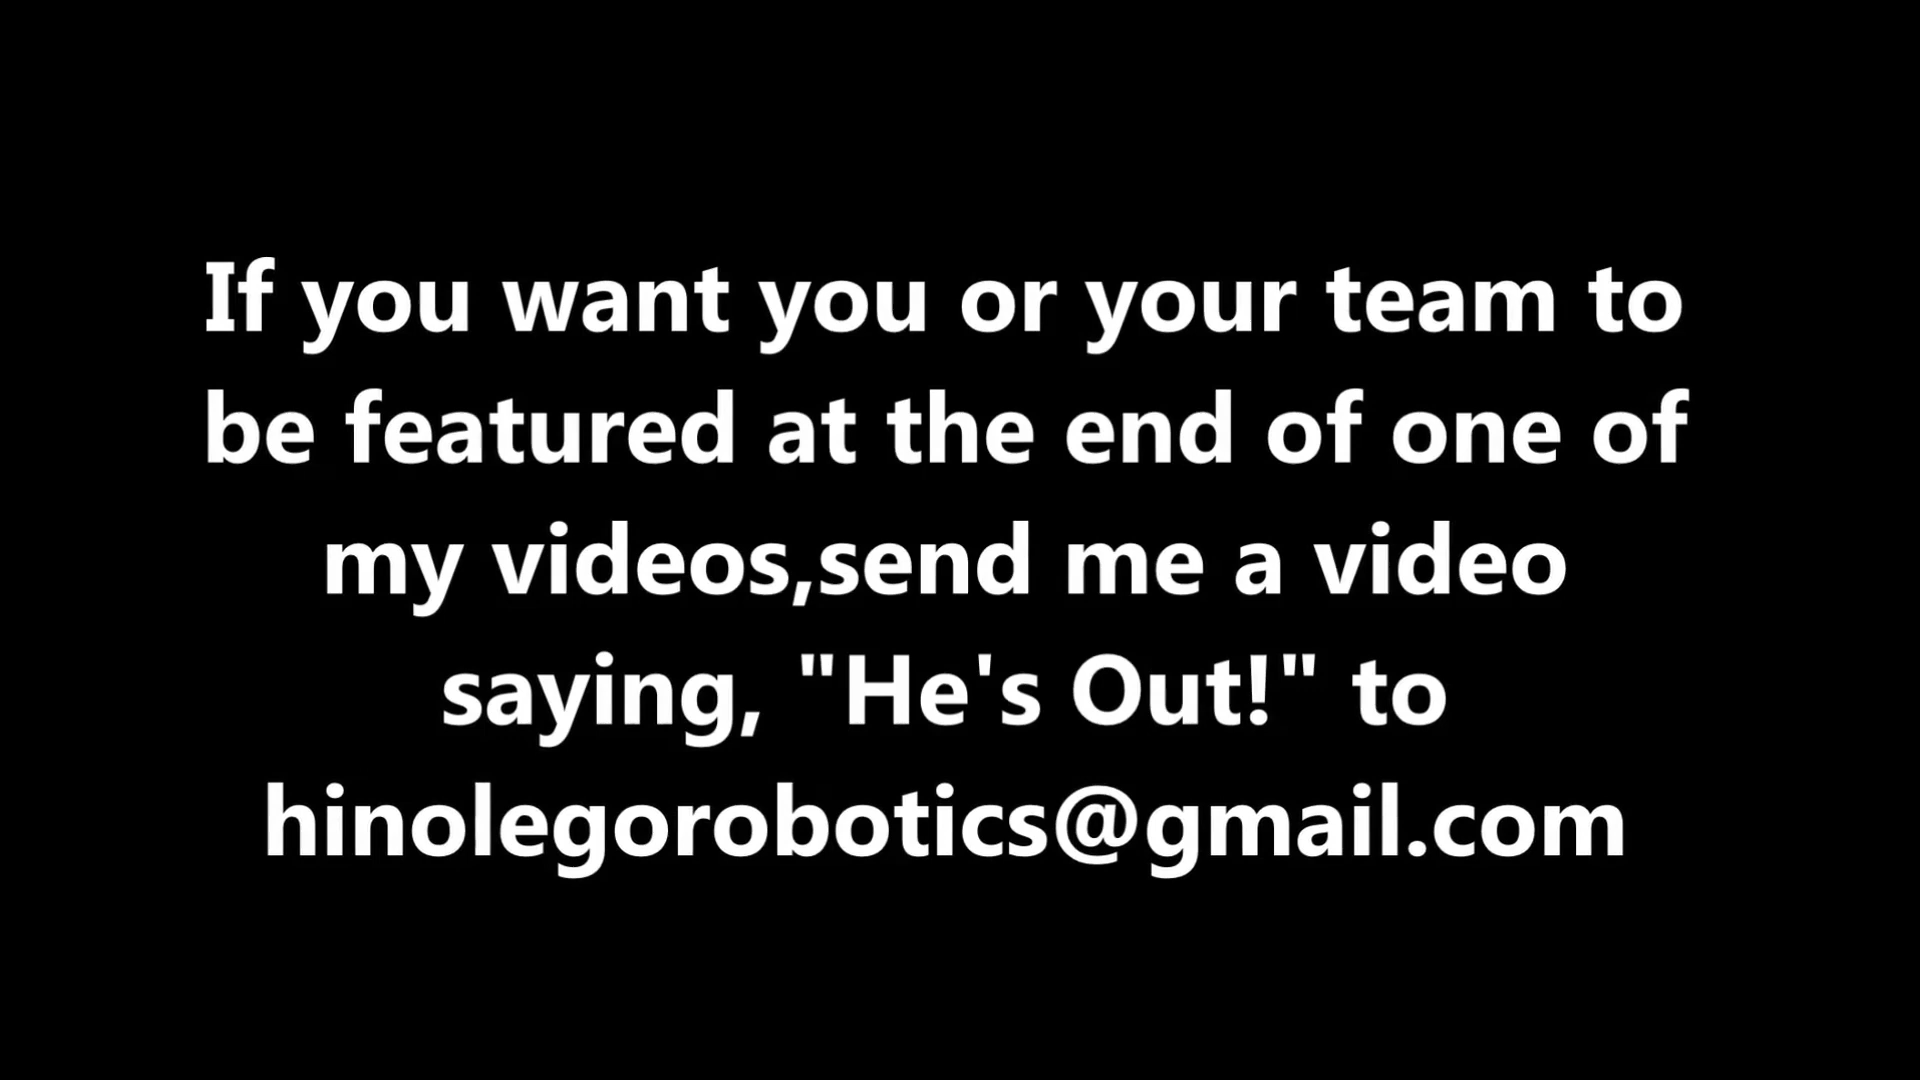 If you want you or your team to
be featured at the end of one of
my videos,send me a video
saying, "He's Out!" to
hinolegorobotics@gmail.com